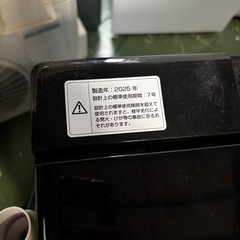 製造年：2025年
設計上の標準使用期間：7年
設計上の標準使用期間を超えて
使用されますと、経年劣化によ
る発火・けが等の事故に至るお
それがあります。